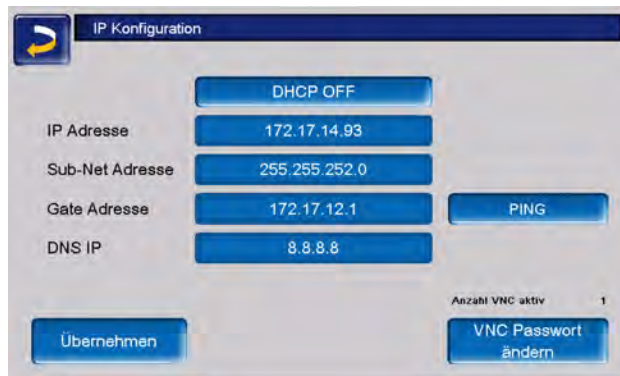 IP Konfiguration
DHCP OFF
IP Adresse 172.17.14.93
Sub-Net Adresse 255.255.252.0
Gate Adresse 172.17.12.1 PING
DNS IP 8.8.8.8
Anzahl VNC aktiv 1
Übernehmen
VNC Passwort
ändern